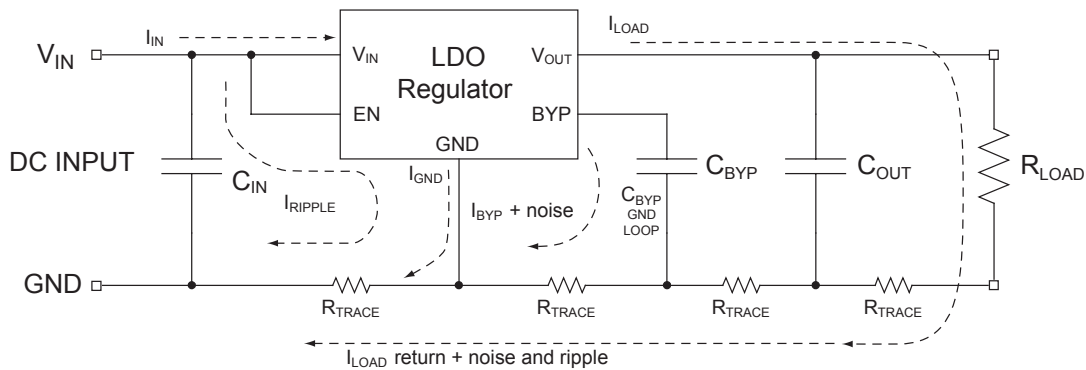 I_IN
I_LOAD
V_IN
V_IN
LDO
Regulator
V_OUT
EN
BYP
GND
DC INPUT
C_IN
I_RIPPLE
I_GND
I_BYP + noise
C_BYP
GND
LOOP
C_BYP
C_OUT
R_LOAD
GND
R_TRACE
R_TRACE
R_TRACE
R_TRACE
I_LOAD return + noise and ripple